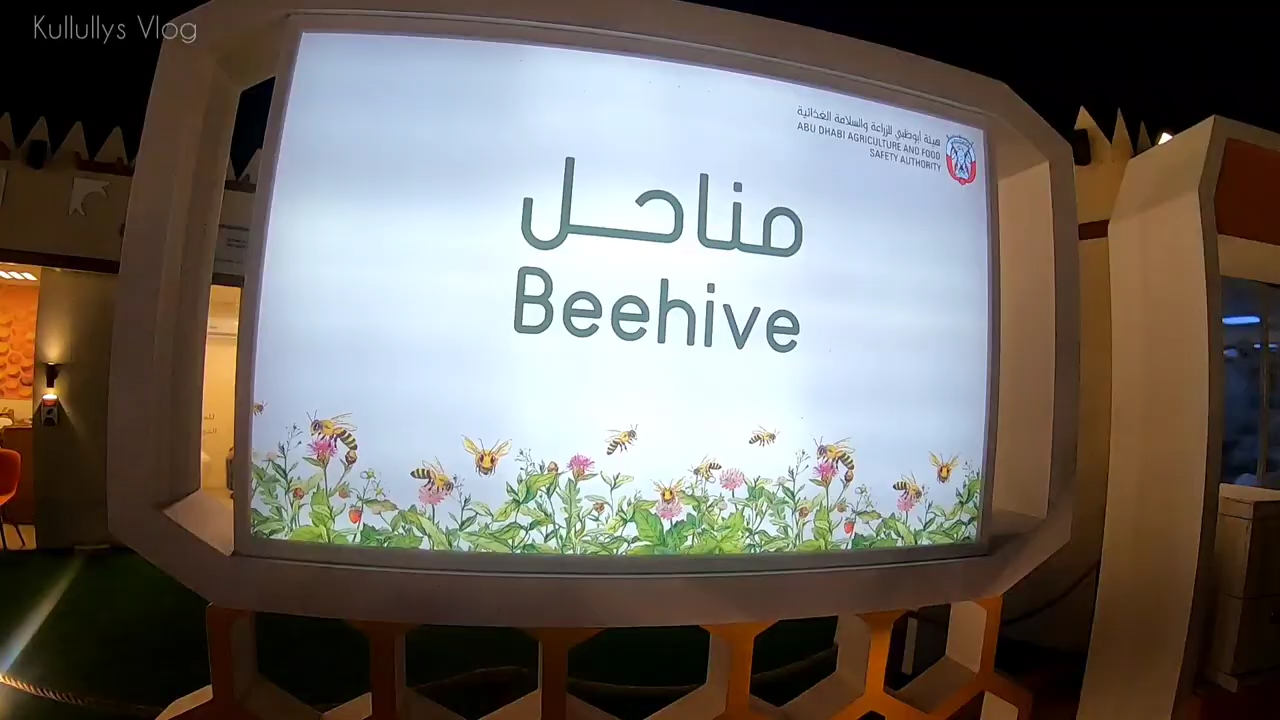 Kullullys Vlog
هيئة أبوظبي للزراعة والسلامة الغذائية
ABU DHABI AGRICULTURE AND FOOD
SAFETY AUTHORITY
مناحل
Beehive